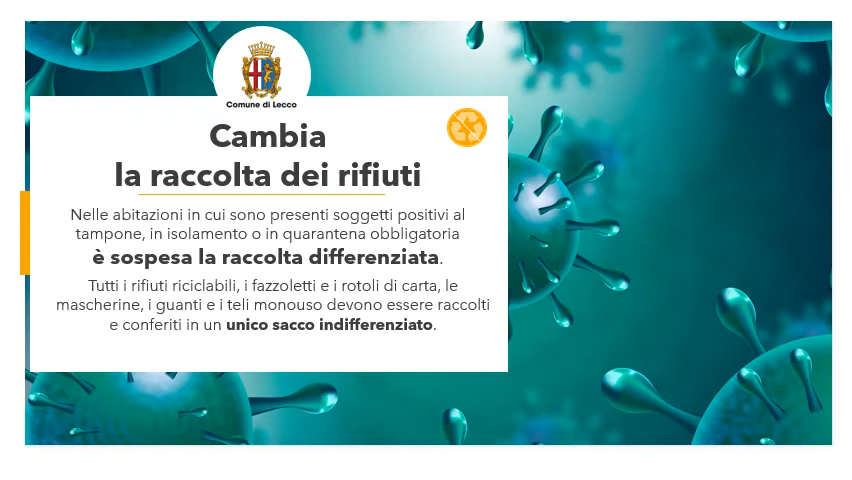 Comune di Lecco
Cambia
la raccolta dei rifiuti
Nelle abitazioni in cui sono presenti soggetti positivi al
tampone, in isolamento o in quarantena obbligatoria
è sospesa la raccolta differenziata.
Tutti i rifiuti riciclabili, i fazzoletti e i rotoli di carta, le
mascherine, i guanti e i teli monouso devono essere raccolti
e conferiti in un unico sacco indifferenziato.